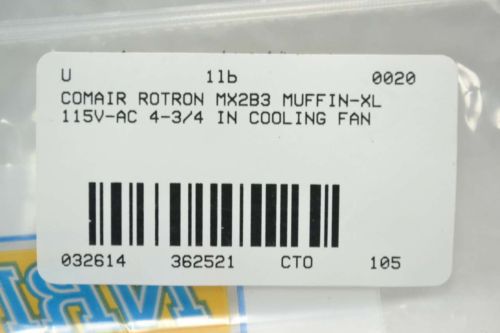 U 1lb 0020
COMAIR ROTRON MX2B3 MUFFIN-XL
115V-AC 4-3/4 IN COOLING FAN
032614 362521 CTO 105